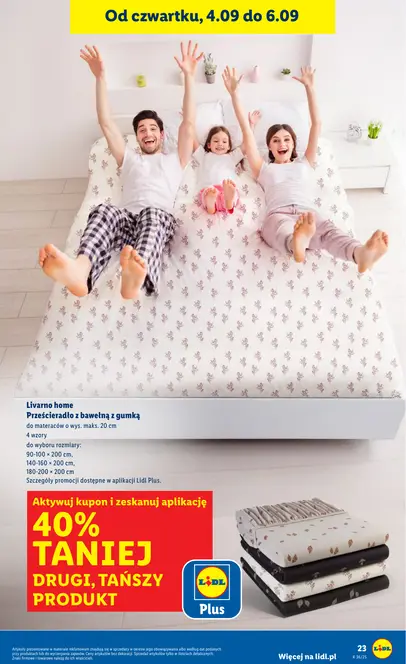 Od czwartku, 4.09 do 6.09
Livarno home
Prześcieradło z bawełną z gumką
do materaców o wys. maks. 20 cm
4 wzory
do wyboru rozmiary:
90-100 × 200 cm,
140-160 × 200 cm,
180-200 × 200 cm
Szczegóły promocji dostępne w aplikacji Lidl Plus.
Aktywuj kupon i zeskanuj aplikację
40%
TANIEJ
DRUGI, TAŃSZY
PRODUKT
LIDL
Plus
23
Więcej na lidl.pl
LIDL